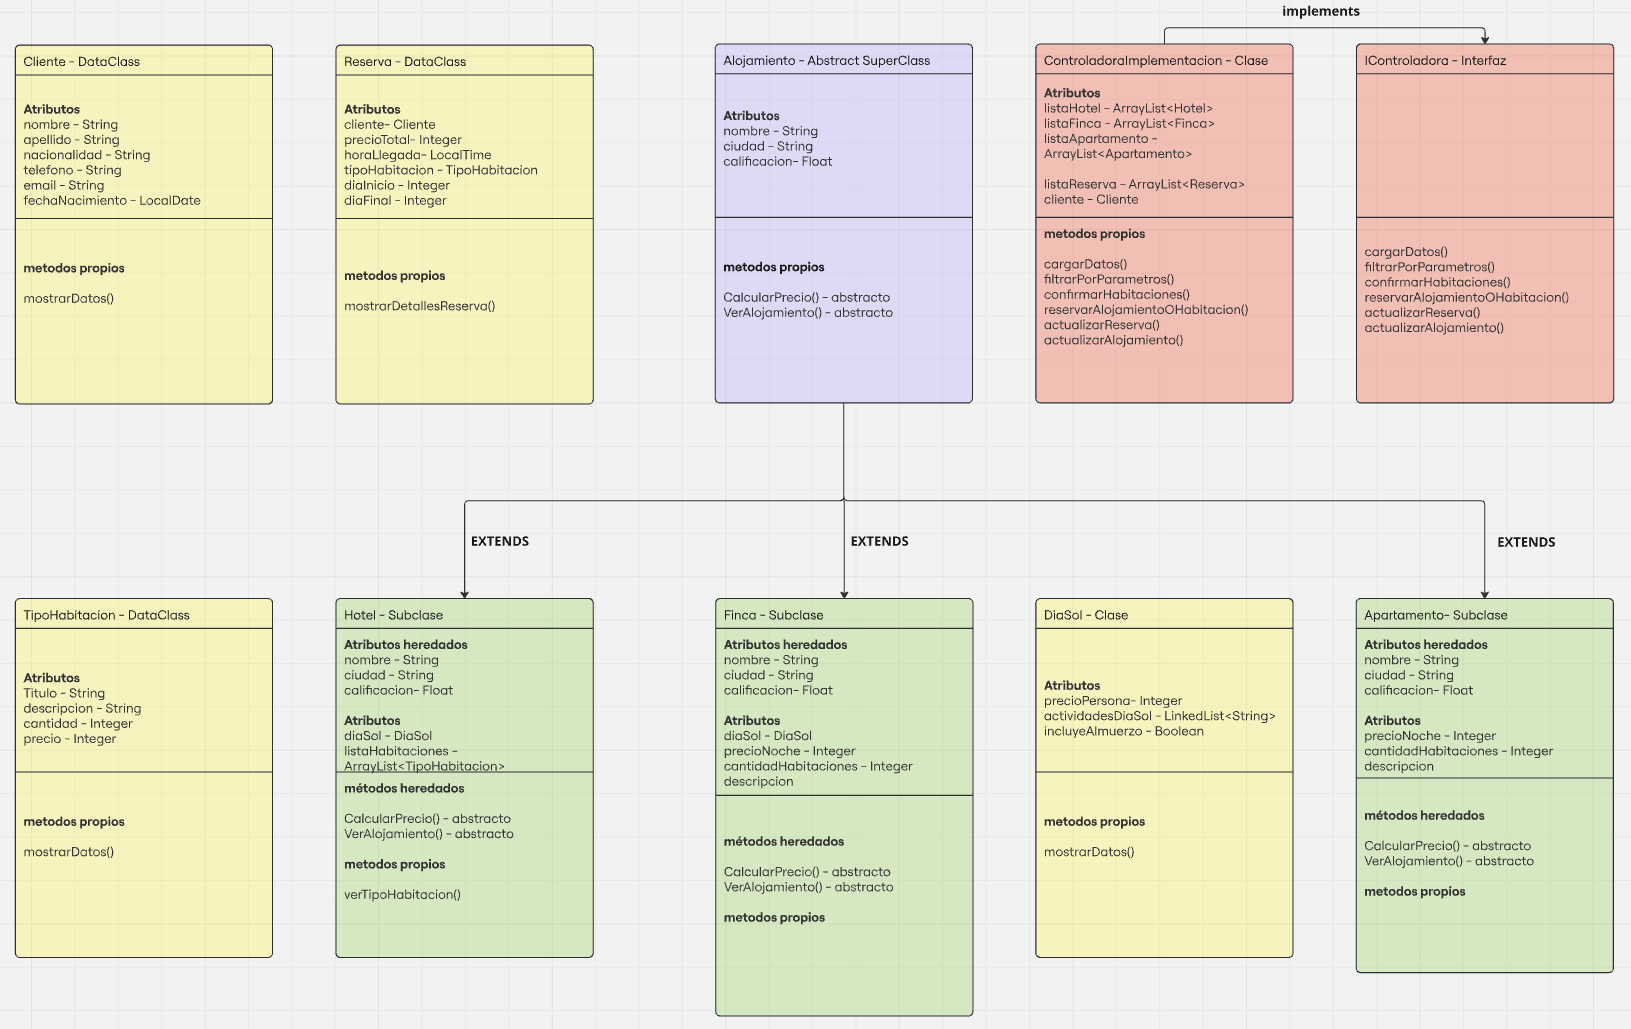 implements
Cliente - DataClass
Atributos
nombre - String
apellido - String
nacionalidad - String
telefono - String
email - String
fechaNacimiento - LocalDate
metodos propios
mostrarDatos()
Reserva - DataClass
Atributos
cliente- Cliente
precioTotal- Integer
horaLlegada- LocalTime
tipoHabitacion - TipoHabitacion
diaInicio - Integer
diaFinal - Integer
metodos propios
mostrarDetallesReserva()
Alojamiento - Abstract SuperClass
Atributos
nombre - String
ciudad - String
calificacion- Float
metodos propios
CalcularPrecio() - abstracto
VerAlojamiento() - abstracto
ControladoraImplementacion - Clase
Atributos
listaHotel - ArrayList<Hotel>
listaFinca - ArrayList<Finca>
listaApartamento -
ArrayList<Apartamento>
listaReserva - ArrayList<Reserva>
cliente - Cliente
metodos propios
cargarDatos()
filtrarPorParametros()
confirmarHabitaciones()
reservarAlojamientoOHabitacion()
actualizarReserva()
actualizarAlojamiento()
IControladora - Interfaz
cargarDatos()
filtrarPorParametros()
confirmarHabitaciones()
reservarAlojamientoOHabitacion()
actualizarReserva()
actualizarAlojamiento()
EXTENDS
EXTENDS
EXTENDS
TipoHabitacion - DataClass
Atributos
Titulo - String
descripcion - String
cantidad - Integer
precio - Integer
metodos propios
mostrarDatos()
Hotel - Subclase
Atributos heredados
nombre - String
ciudad - String
calificacion- Float
Atributos
diaSol - DiaSol
listaHabitaciones -
ArrayList<TipoHabitacion>
métodos heredados
CalcularPrecio() - abstracto
VerAlojamiento() - abstracto
metodos propios
verTipoHabitacion()
Finca - Subclase
Atributos heredados
nombre - String
ciudad - String
calificacion- Float
Atributos
diaSol - DiaSol
precioNoche - Integer
cantidadHabitaciones - Integer
descripcion
métodos heredados
CalcularPrecio() - abstracto
VerAlojamiento() - abstracto
metodos propios
DiaSol - Clase
Atributos
precioPersona- Integer
actividadesDiaSol - LinkedList<String>
incluyeAlmuerzo - Boolean
metodos propios
mostrarDatos()
Apartamento- Subclase
Atributos heredados
nombre - String
ciudad - String
calificacion- Float
Atributos
precioNoche - Integer
cantidadHabitaciones - Integer
descripcion
métodos heredados
CalcularPrecio() - abstracto
VerAlojamiento() - abstracto
metodos propios